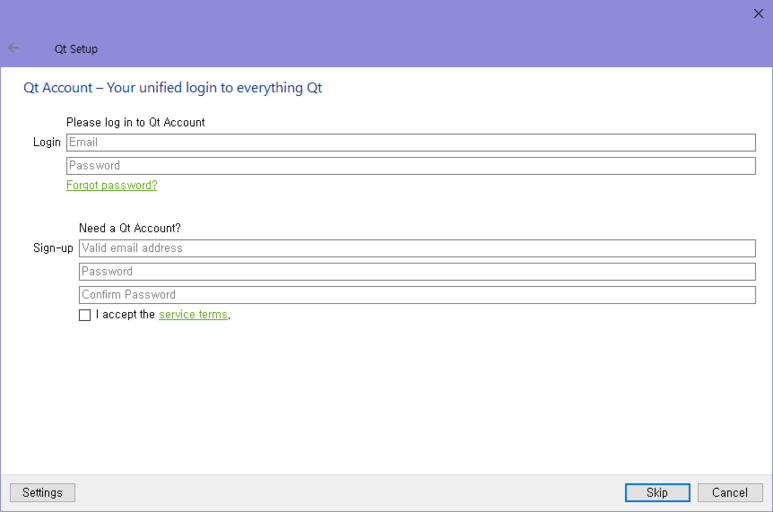 Qt Setup
Qt Account – Your unified login to everything Qt
Please log in to Qt Account
Login Email
Password
Forgot password?
Need a Qt Account?
Sign-up Valid email address
Password
Confirm Password
I accept the service terms.
Settings Skip Cancel